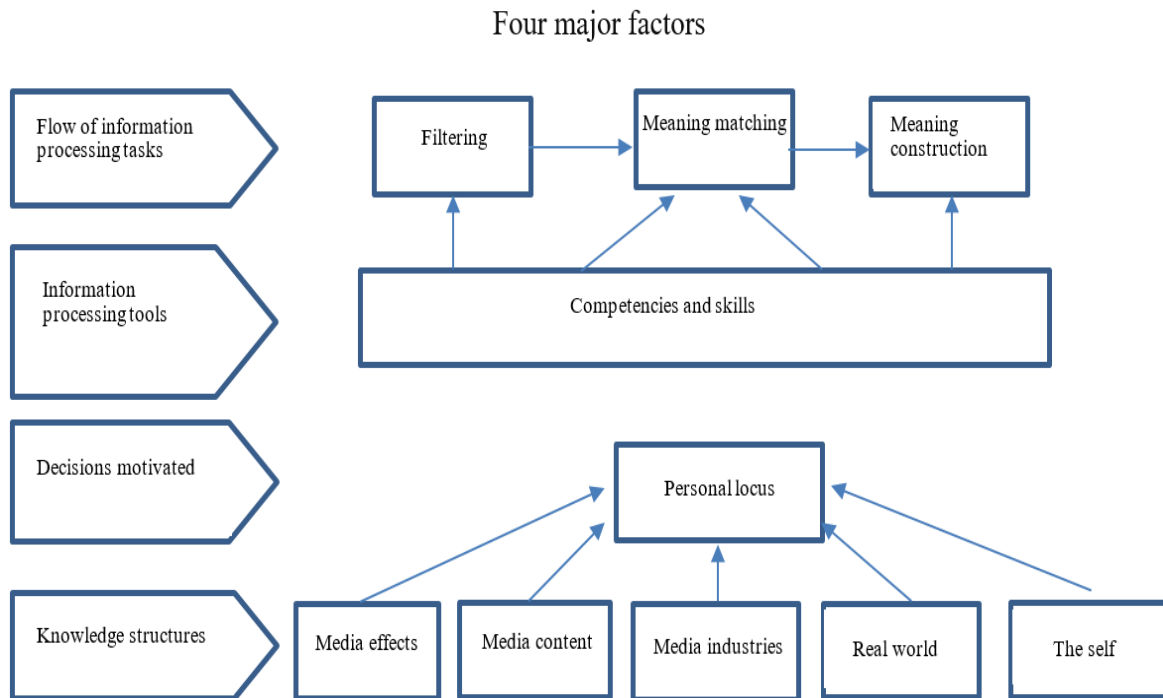 Four major factors
Flow of information
processing tasks
Filtering
Meaning matching
Meaning
construction
Information
processing tools
Competencies and skills
Decisions motivated
Personal locus
Knowledge structures
Media effects
Media content
Media industries
Real world
The self